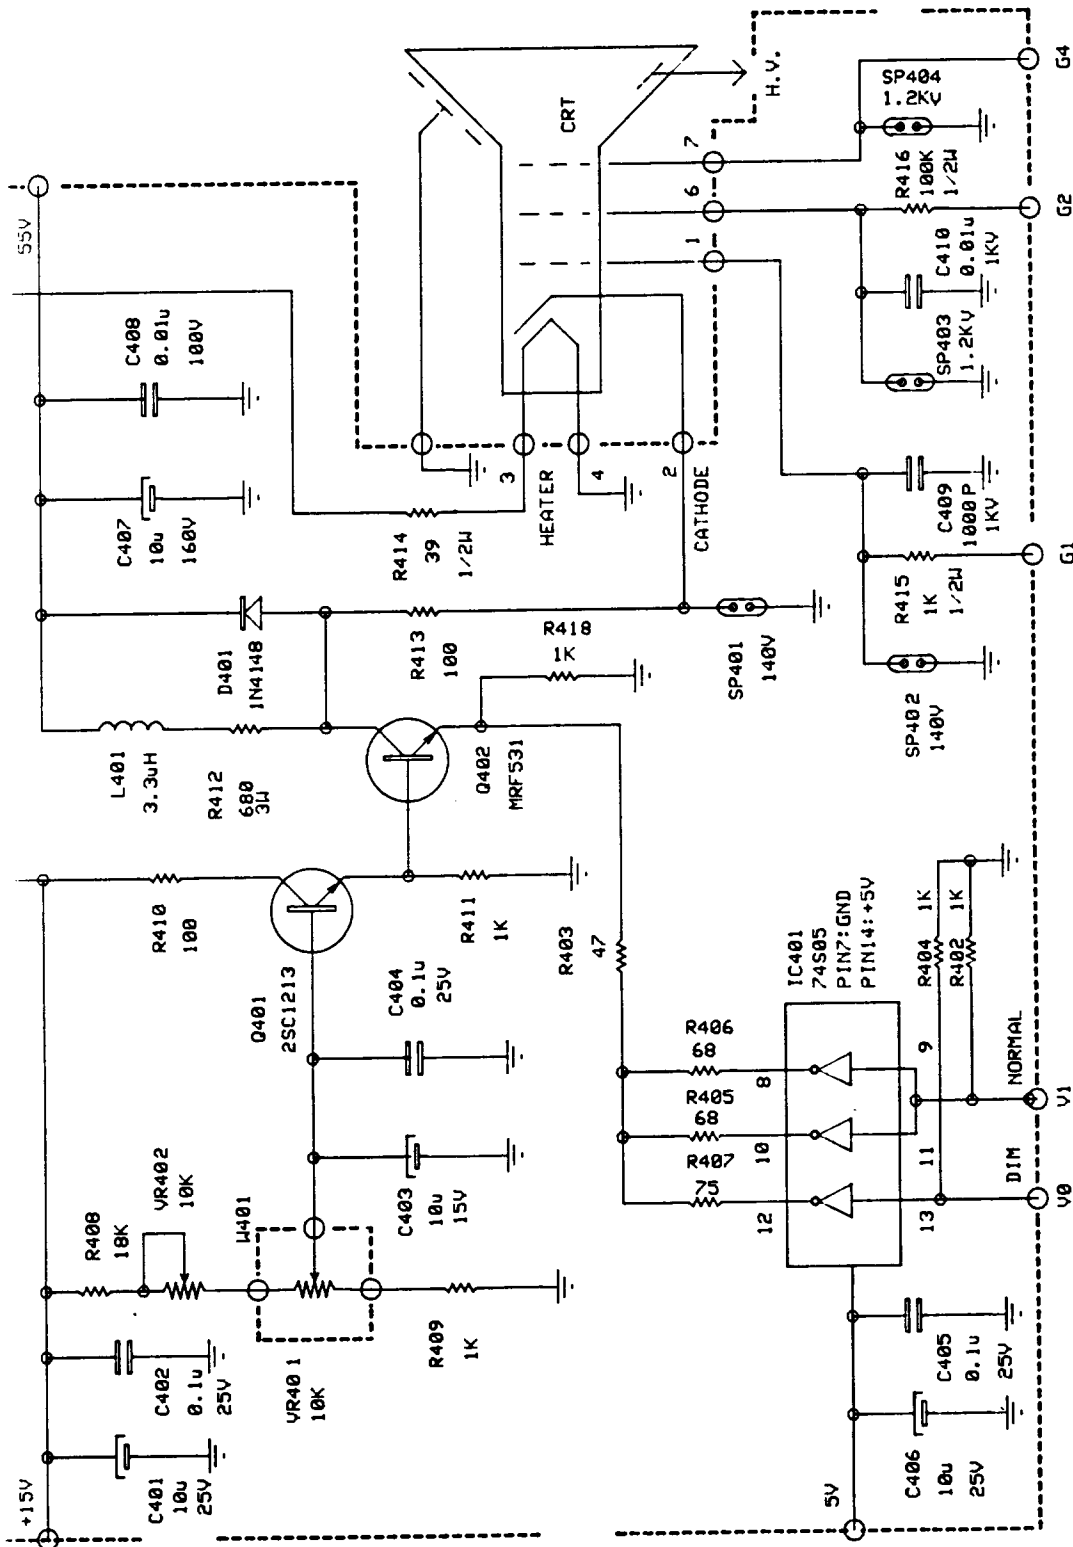 +15V
C401
10u
25V
C402
0.1u
25V
R408
18K
VR402
10K
W401
VR401
10K
R409
1K
C403
10u
15V
C404
0.1u
25V
Q401
2SC1213
R410
100
R411
1K
L401
3.3uH
R412
680
3W
Q402
MRF531
D401
1N4148
R413
100
R418
1K
SP401
140V
C407
10u
160V
C408
0.01u
100V
55V
R414
39
1/2W
3
HEATER
4
2
CATHODE
CRT
H.V.
1
6
7
5V
C406
10u
25V
C405
0.1u
25V
R403
47
R407
75
R405
68
R406
68
12
10
8
IC401
74S05
PIN7:GND
PIN14:+5V
13
11
9
R404
1K
R402
1K
DIM
NORMAL
V0
V1
SP402
140V
R415
1K
1/2W
C409
1000P
1KV
G1
SP403
1.2KV
C410
0.01u
1KV
R416
100K
1/2W
G2
SP404
1.2KV
G4